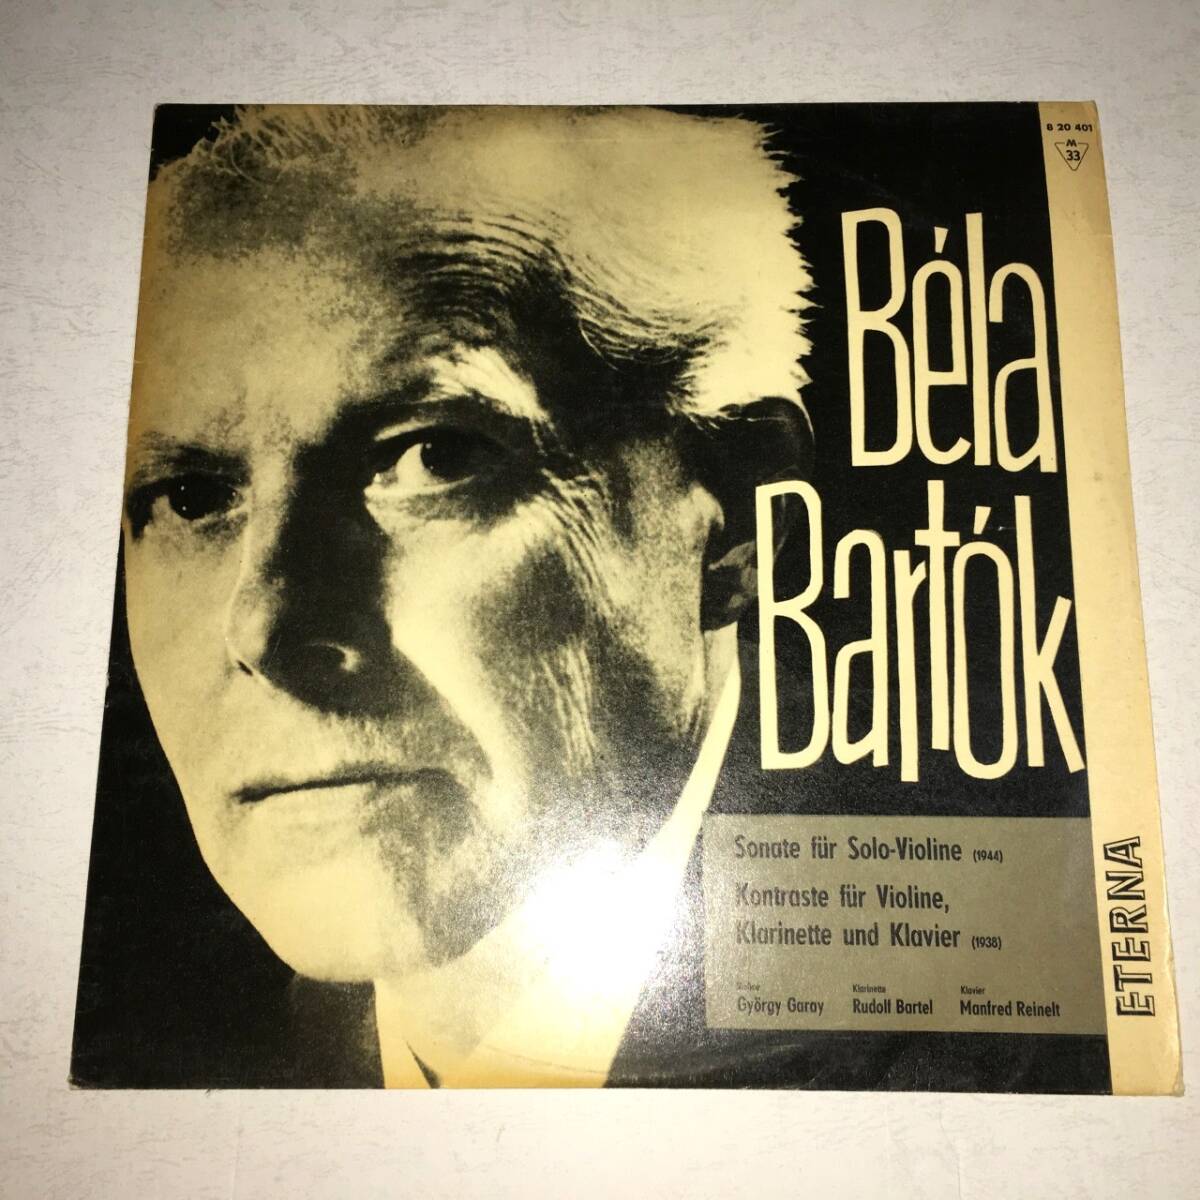 8 20 401
M
33
Béla
Bartók
Sonate für Solo-Violine (1944)
Kontraste für Violine,
Klarinette und Klavier (1938)
Violine Klarinette Klavier
György Garay Rudolf Bartel Manfred Reinelt
ETERNA